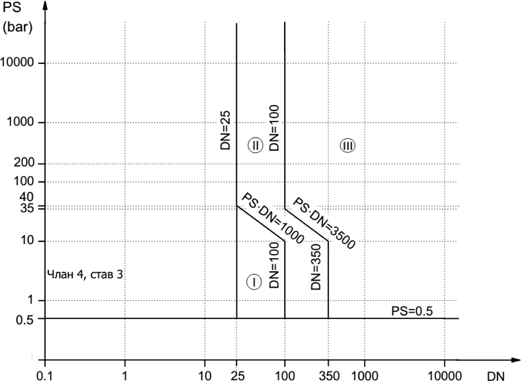 PS
(bar)
10000
1000
200
100
40
35
10
1
0.5
DN=25
II
DN=100
III
PS·DN=1000
PS·DN=3500
DN=100
DN=350
I
Члан 4, став 3
PS=0.5
0.1
1
10
25
100
350
1000
10000
DN